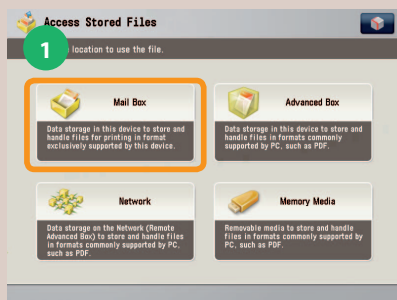 Access Stored Files
1
location to use the file.
Mail Box
Data storage in this device to store and
handle files for printing in format
exclusively supported by this device.
Advanced Box
Data storage in this device to store and
handle files in formats commonly
supported by PC, such as PDF.
Network
Data storage on the Network (Remote
Advanced Box) to store and handle files
in formats commonly supported by PC,
such as PDF.
Memory Media
Removable media to store and handle
files in formats commonly supported by
PC, such as PDF.